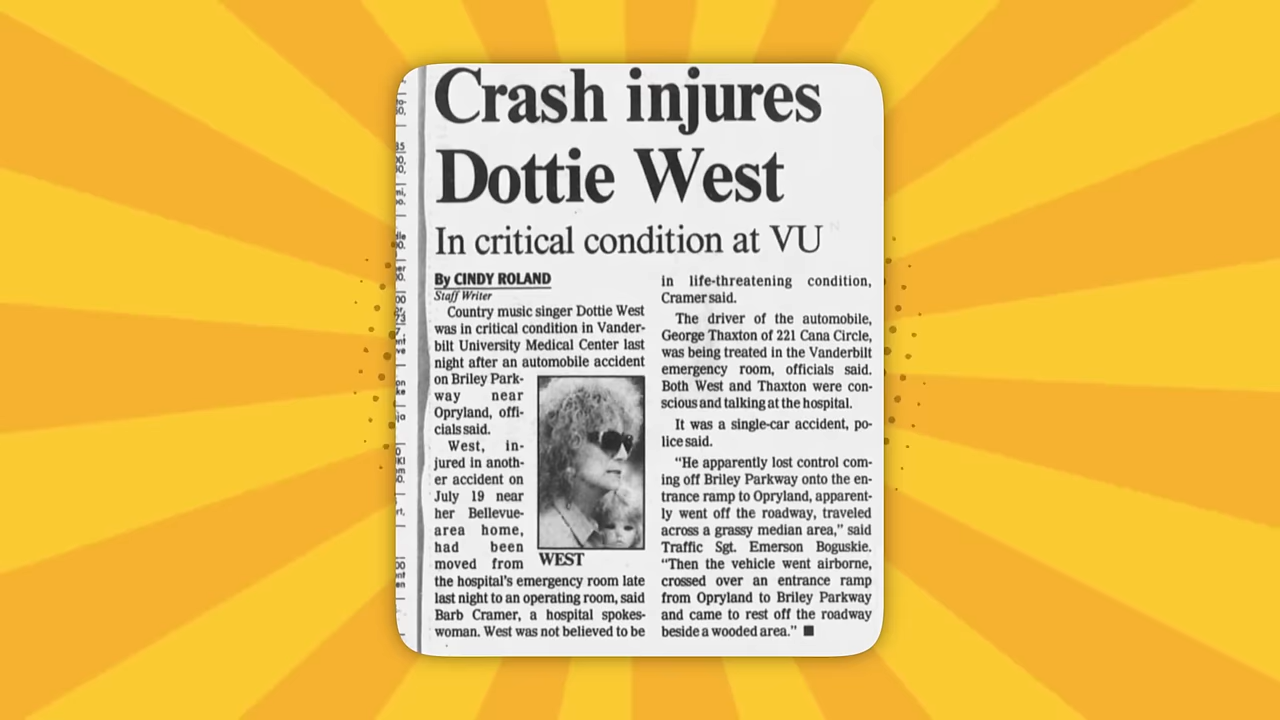 Crash injures
Dottie West
In critical condition at VU
By CINDY ROLAND
Staff Writer
Country music singer Dottie West
was in critical condition in Vander-
bilt University Medical Center last
night after an automobile accident
on Briley Park-
way near
Opryland, offi-
cials said.
West, in-
jured in anoth-
er accident on
July 19 near
her Bellevue-
area home,
had been
moved from
WEST
the hospital's emergency room late
last night to an operating room, said
Barb Cramer, a hospital spokes-
woman. West was not believed to be
in life-threatening condition,
Cramer said.
The driver of the automobile,
George Thaxton of 221 Cana Circle,
was being treated in the Vanderbilt
emergency room, officials said.
Both West and Thaxton were con-
scious and talking at the hospital.
It was a single-car accident, po-
lice said.
"He apparently lost control com-
ing off Briley Parkway onto the en-
trance ramp to Opryland, apparent-
ly went off the roadway, traveled
across a grassy median area," said
Traffic Sgt. Emerson Boguskie.
"Then the vehicle went airborne,
crossed over an entrance ramp
from Opryland to Briley Parkway
and came to rest off the roadway
beside a wooded area."